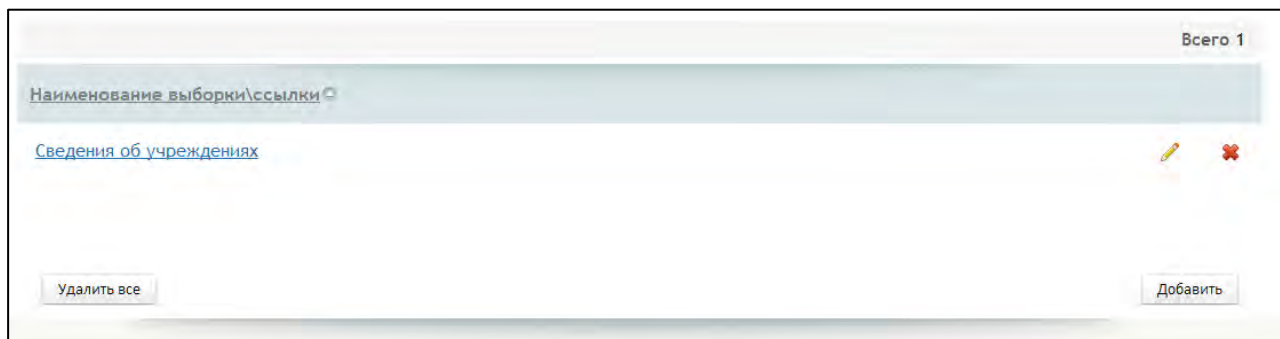 Всего 1
Наименование выборки\ссылки
Сведения об учреждениях
Удалить все
Добавить